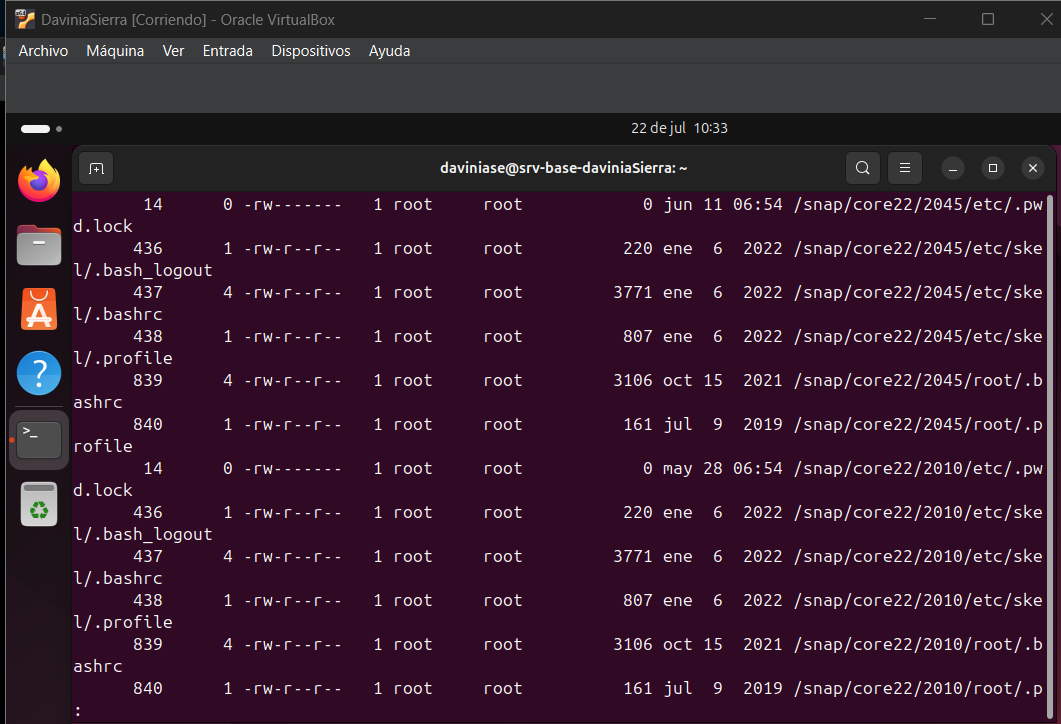 DaviniaSierra [Corriendo] - Oracle VirtualBox
Archivo Máquina Ver Entrada Dispositivos Ayuda
22 de jul 10:33
daviniase@srv-base-daviniaSierra: ~
14 0 -rw------- 1 root root 0 jun 11 06:54 /snap/core22/2045/etc/.pw
d.lock
436 1 -rw-r--r-- 1 root root 220 ene 6 2022 /snap/core22/2045/etc/ske
l/.bash_logout
437 4 -rw-r--r-- 1 root root 3771 ene 6 2022 /snap/core22/2045/etc/ske
l/.bashrc
438 1 -rw-r--r-- 1 root root 807 ene 6 2022 /snap/core22/2045/etc/ske
l/.profile
839 4 -rw-r--r-- 1 root root 3106 oct 15 2021 /snap/core22/2045/root/.b
ashrc
840 1 -rw-r--r-- 1 root root 161 jul 9 2019 /snap/core22/2045/root/.p
rofile
14 0 -rw------- 1 root root 0 may 28 06:54 /snap/core22/2010/etc/.pw
d.lock
436 1 -rw-r--r-- 1 root root 220 ene 6 2022 /snap/core22/2010/etc/ske
l/.bash_logout
437 4 -rw-r--r-- 1 root root 3771 ene 6 2022 /snap/core22/2010/etc/ske
l/.bashrc
438 1 -rw-r--r-- 1 root root 807 ene 6 2022 /snap/core22/2010/etc/ske
l/.profile
839 4 -rw-r--r-- 1 root root 3106 oct 15 2021 /snap/core22/2010/root/.b
ashrc
840 1 -rw-r--r-- 1 root root 161 jul 9 2019 /snap/core22/2010/root/.p
: